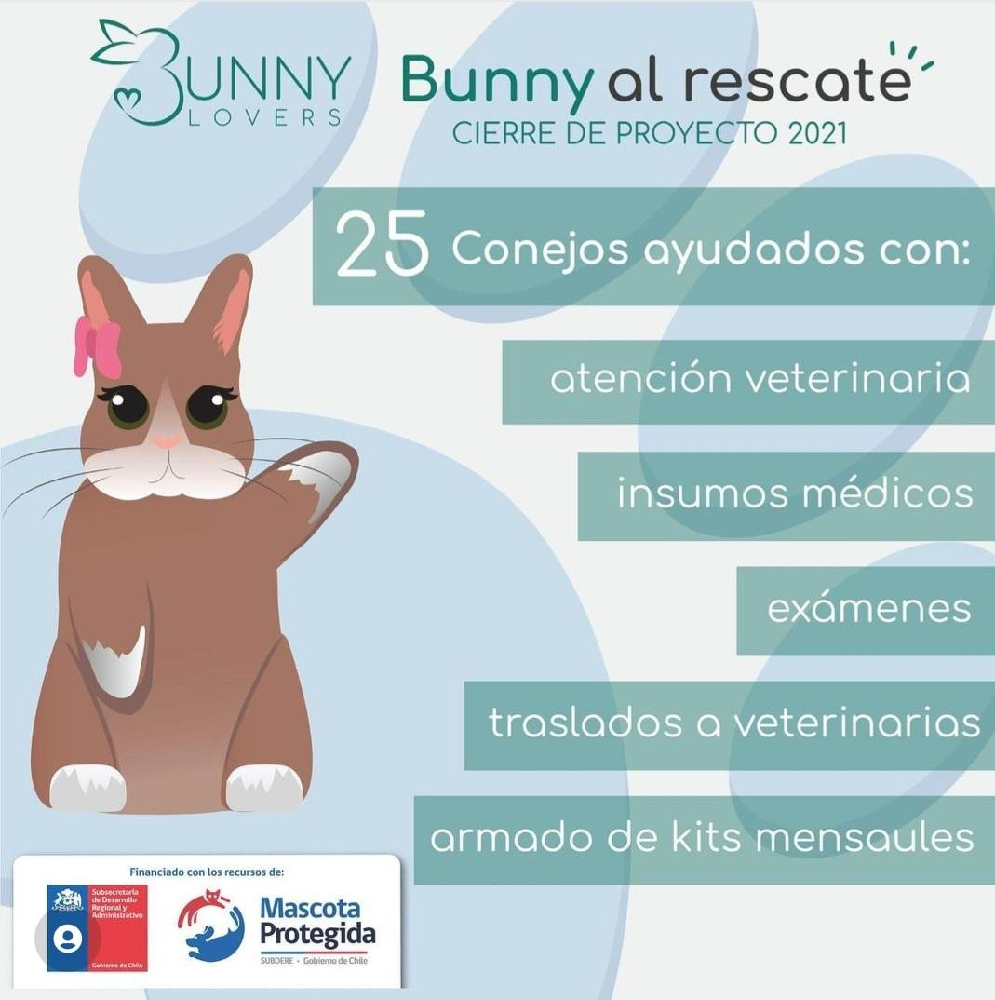 BUNNY
LOVERS
Bunny al rescate
CIERRE DE PROYECTO 2021
25 Conejos ayudados con:
atención veterinaria
insumos médicos
exámenes
traslados a veterinarias
armado de kits mensaules
Financiado con los recursos de:
Subsecretaría
de Desarrollo
Regional y
Administrativo
Gobierno de Chile
Mascota
Protegida
SUBDERE • Gobierno de Chile